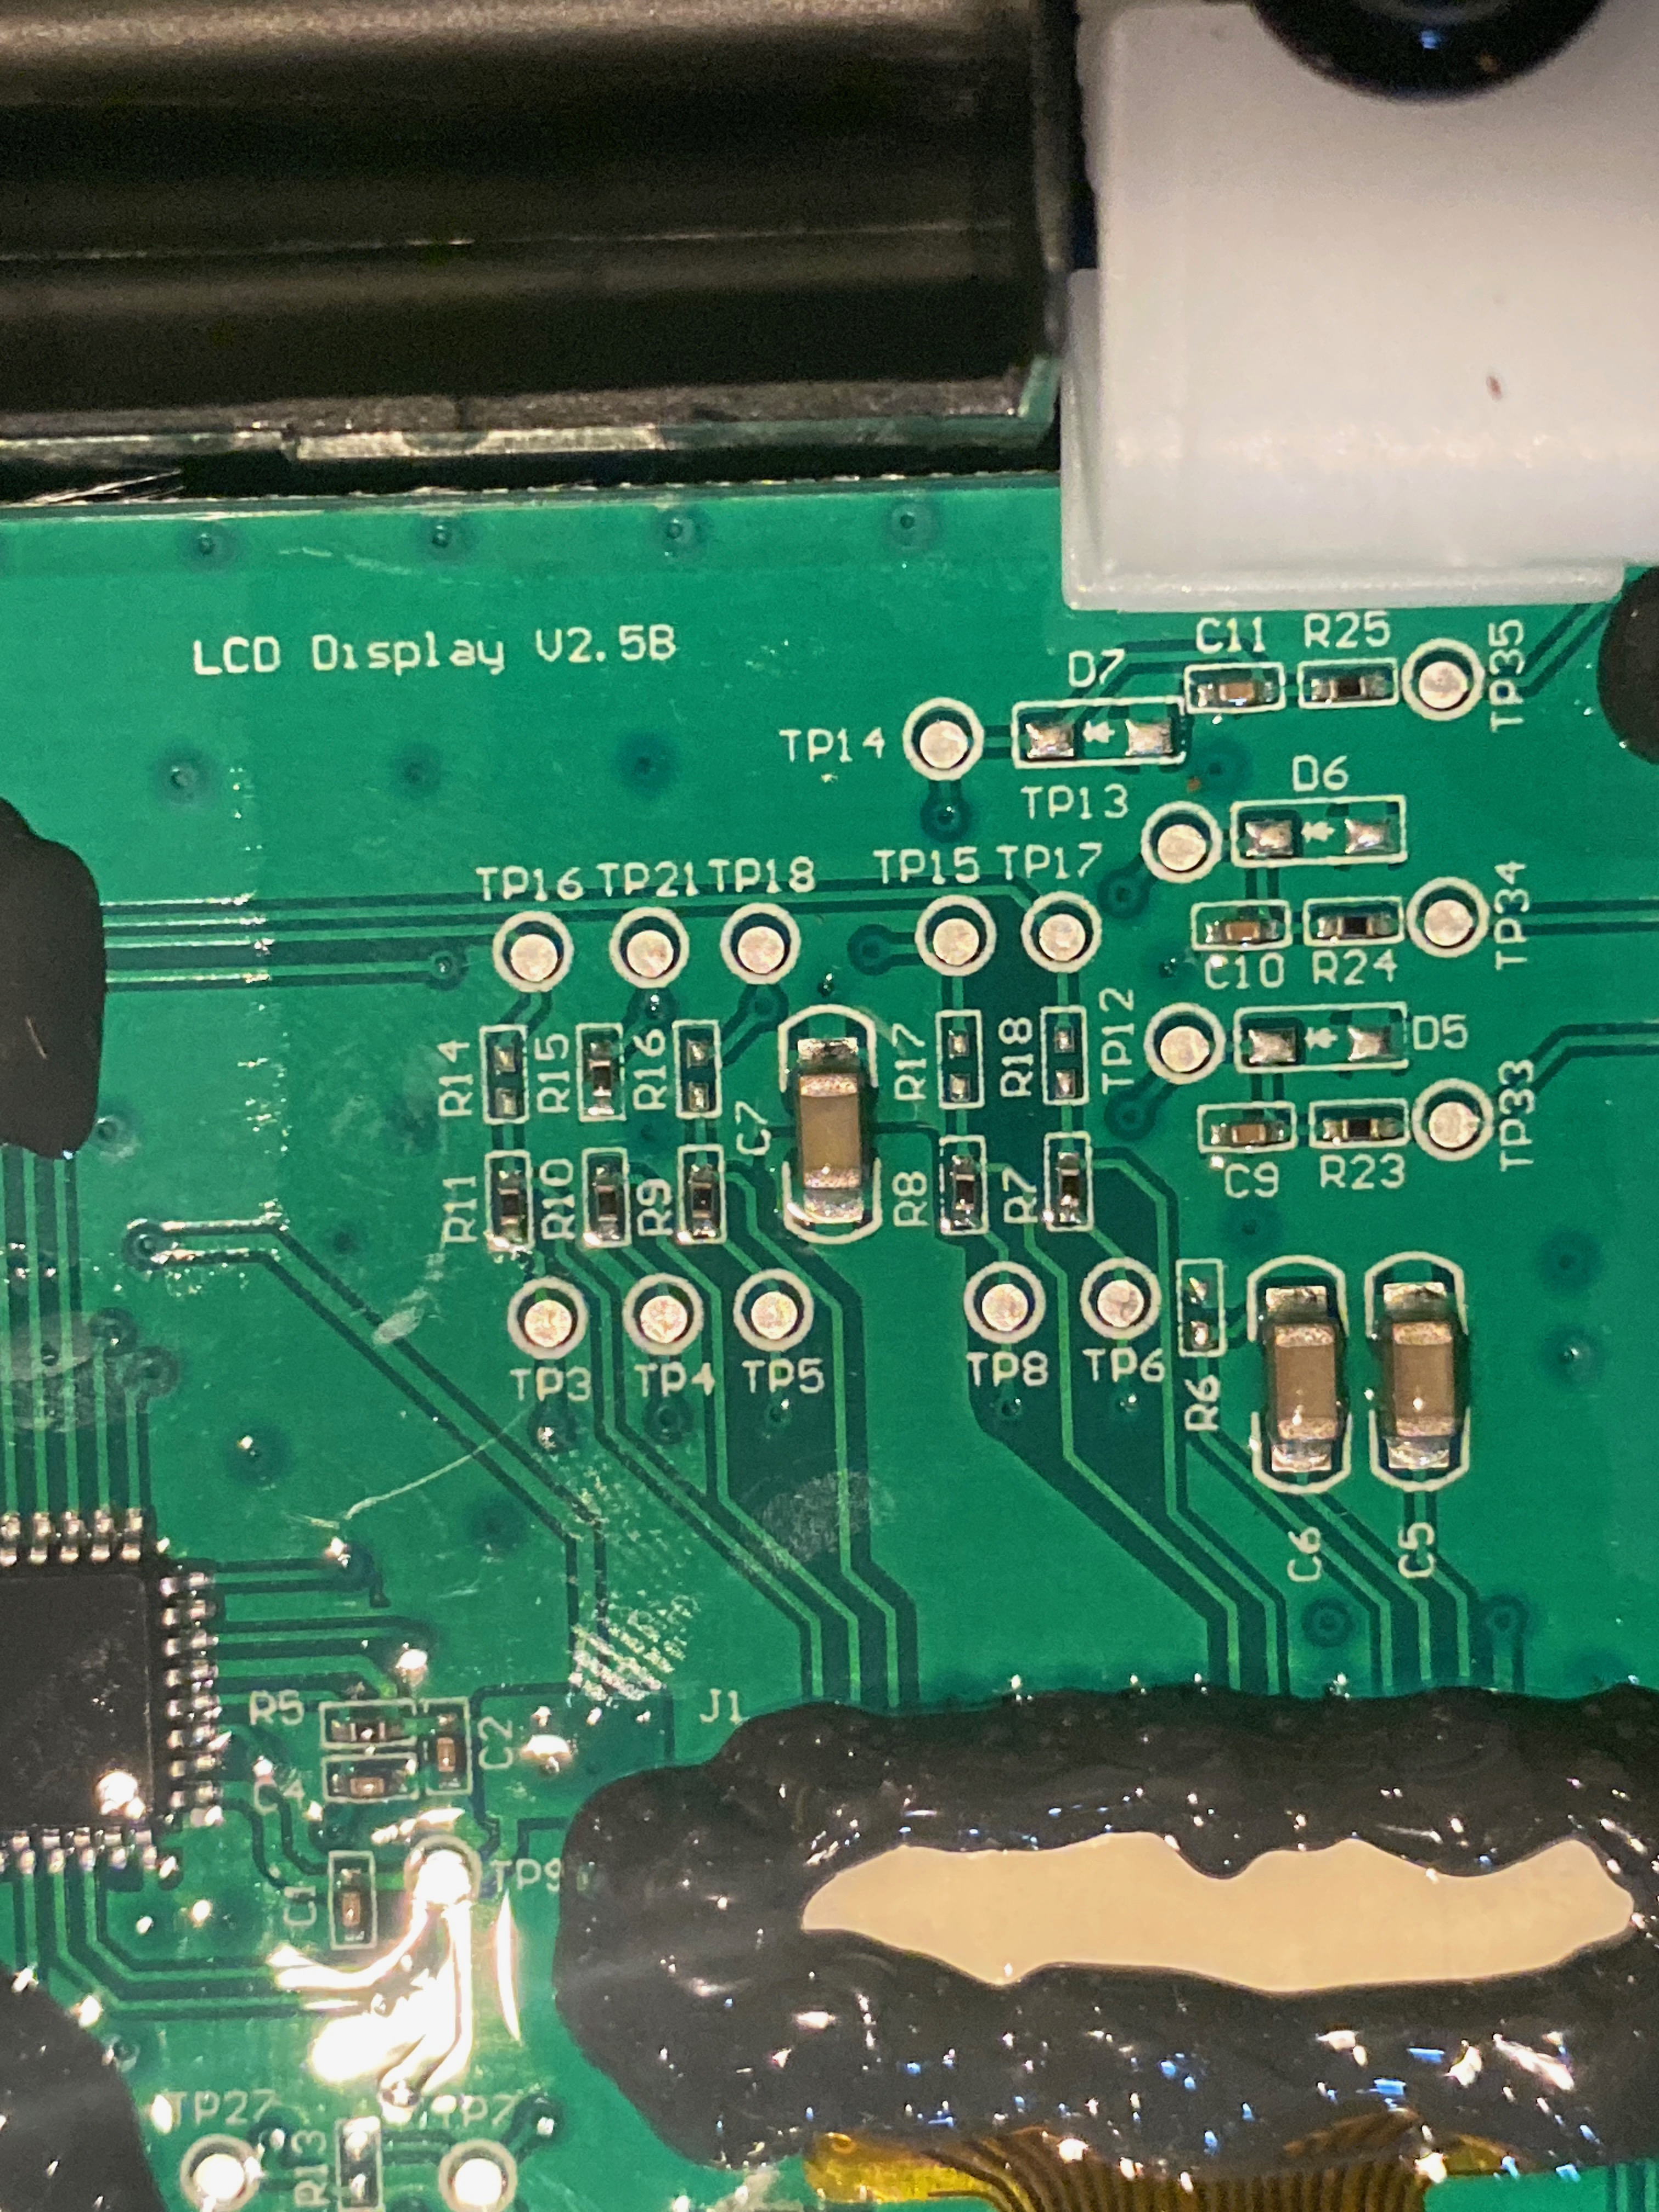 LCD Display V2.5B
C11 R25
TP35
D7
TP14
TP13
D6
TP16 TP21 TP18 TP15 TP17
TP34
C10 R24
R14 R15 R16 R17 R18 TP12
D5
C7
TP33
R11 R10 R9 R8 R7
C9 R23
TP3 TP4 TP5 TP8 TP6
R6
C6 C5
R5
J1
C2
C4
TP9
C1
TP27
TP7
R13